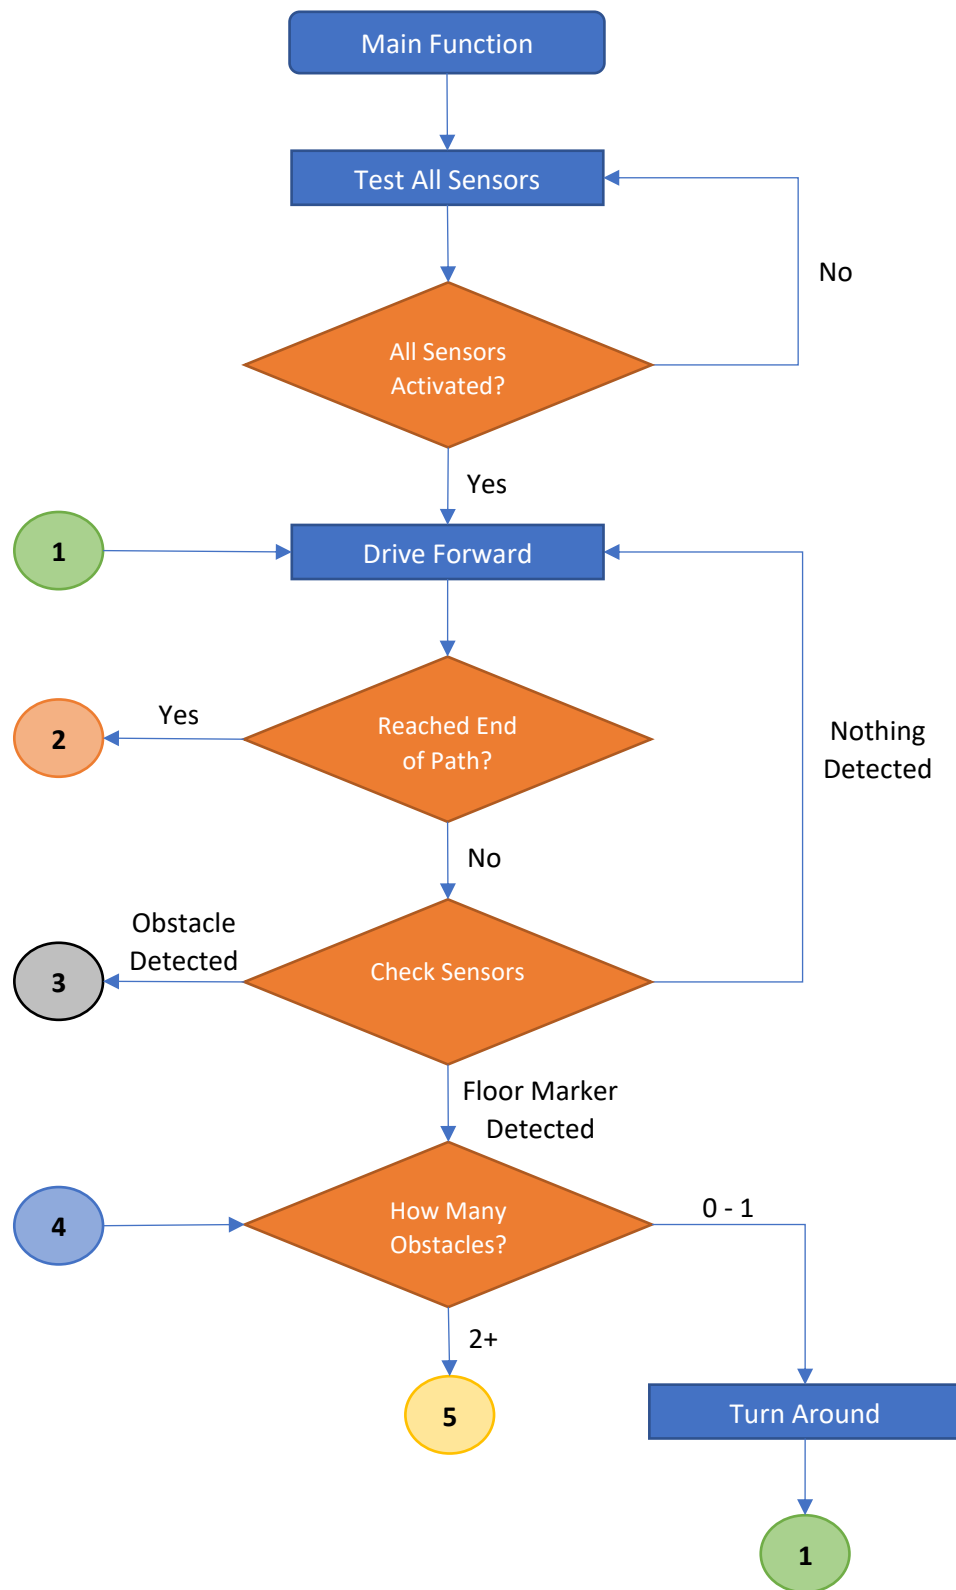 Main Function
Test All Sensors
No
All Sensors
Activated?
Yes
1
Drive Forward
Yes
2
Reached End
of Path?
Nothing
Detected
No
Obstacle
Detected
3
Check Sensors
Floor Marker
Detected
4
How Many
Obstacles?
0 - 1
2+
5
Turn Around
1